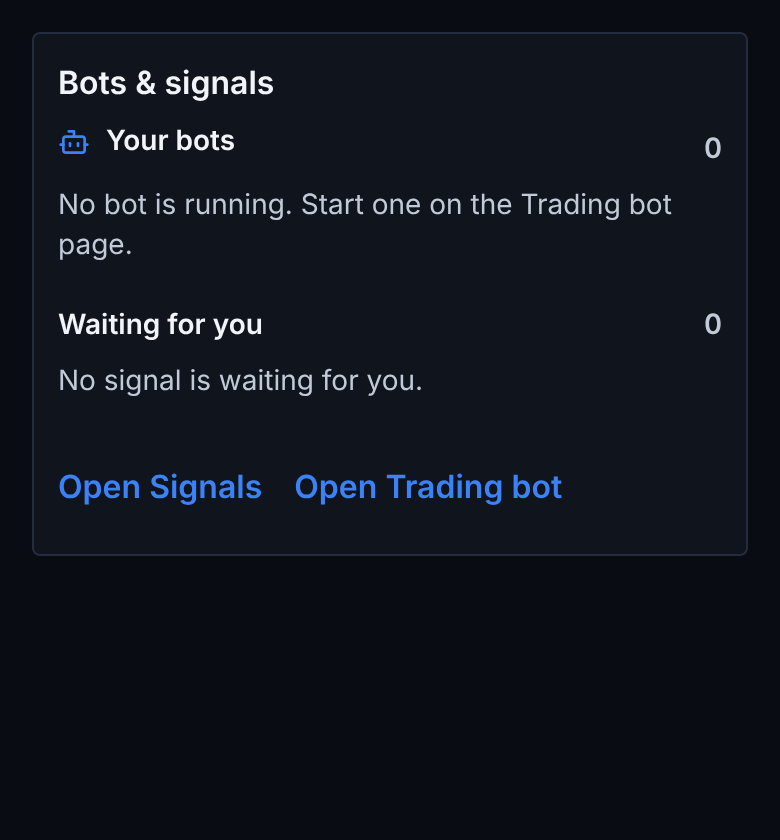 Bots & signals
Your bots
0
No bot is running. Start one on the Trading bot
page.
Waiting for you
0
No signal is waiting for you.
Open Signals
Open Trading bot